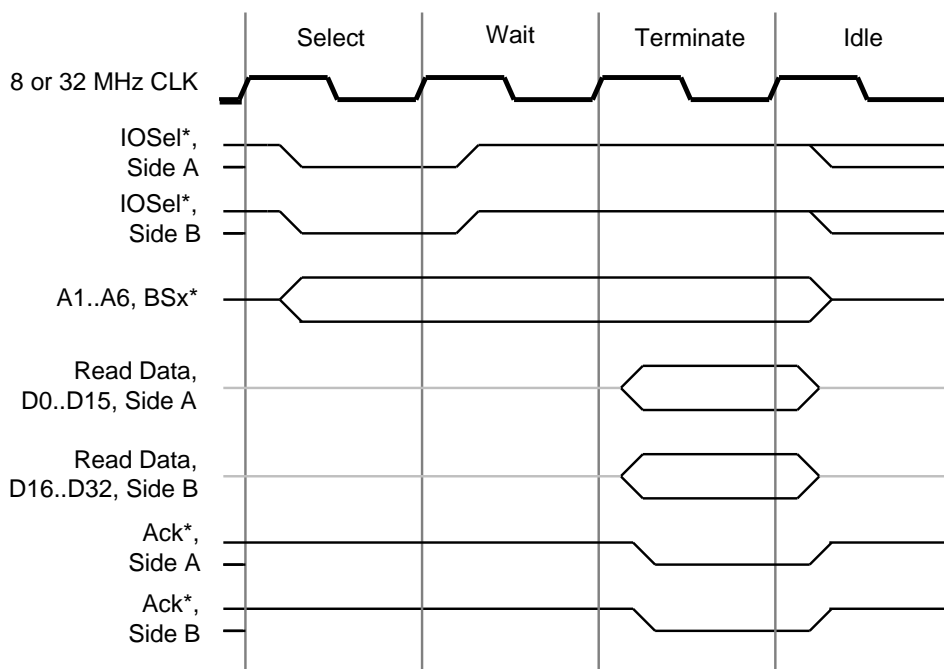 Select Wait Terminate Idle
8 or 32 MHz CLK
IOSel*,
Side A
IOSel*,
Side B
A1..A6, BSx*
Read Data,
D0..D15, Side A
Read Data,
D16..D32, Side B
Ack*,
Side A
Ack*,
Side B